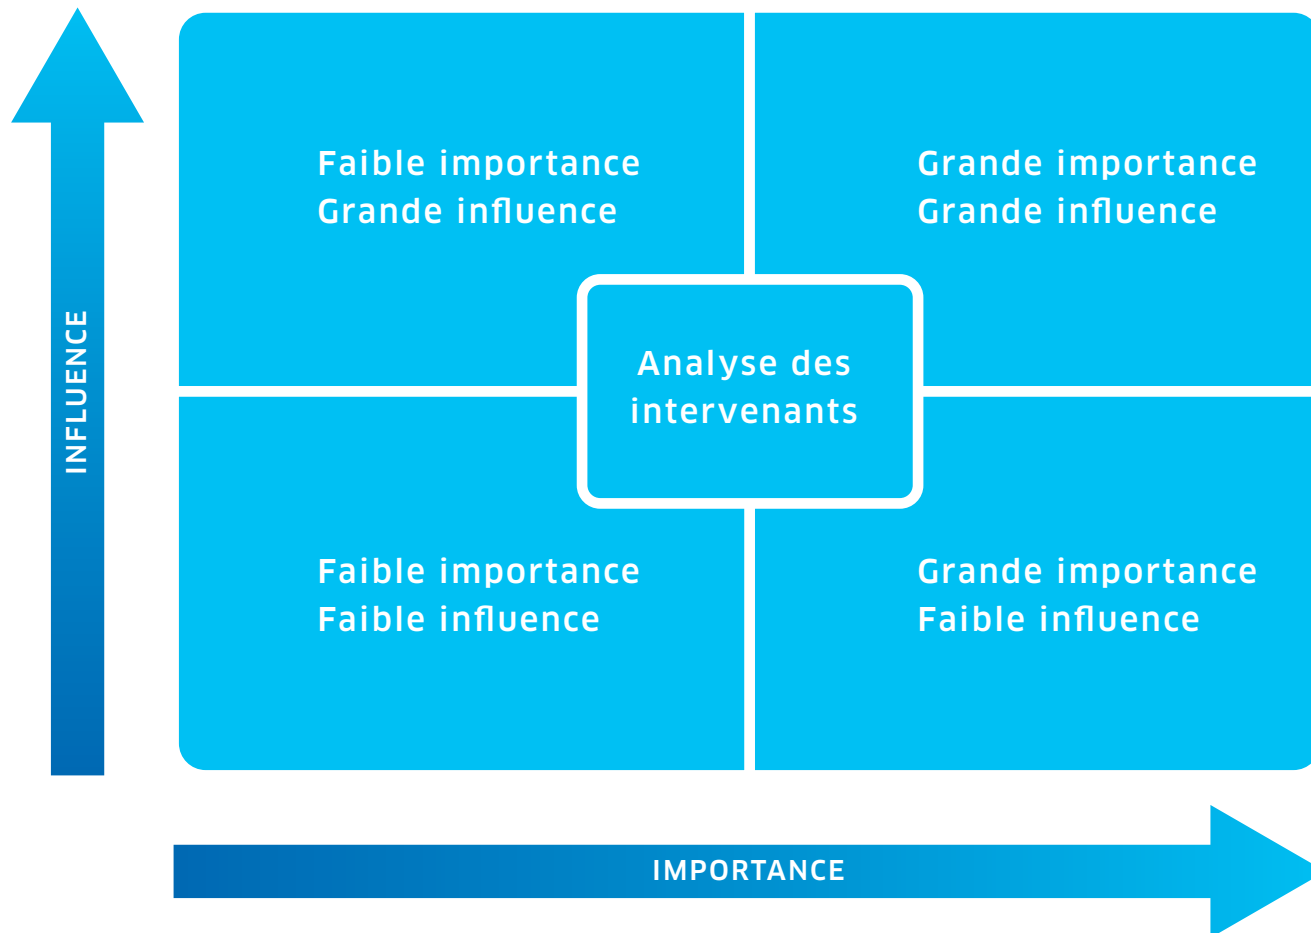 Faible importance
Grande influence
Grande importance
Grande influence
INFLUENCE
Analyse des
intervenants
Faible importance
Faible influence
Grande importance
Faible influence
IMPORTANCE